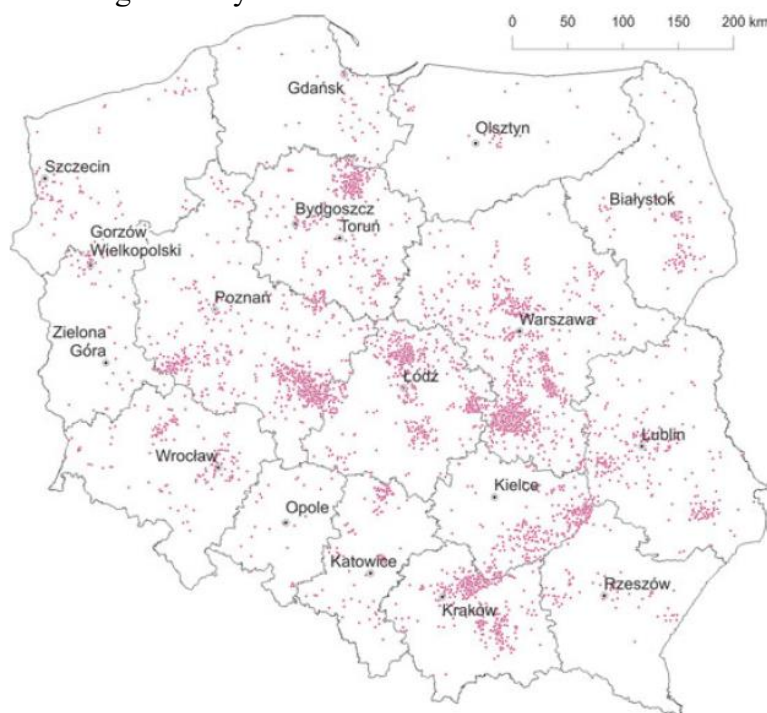 0 50 100 150 200 km
Gdańsk
Olsztyn
Szczecin
Białystok
Bydgoszcz
Toruń
Gorzów
Wielkopolski
Poznań
Warszawa
Zielona
Góra
Łódź
Lublin
Wrocław
Kielce
Opole
Katowice
Rzeszów
Kraków